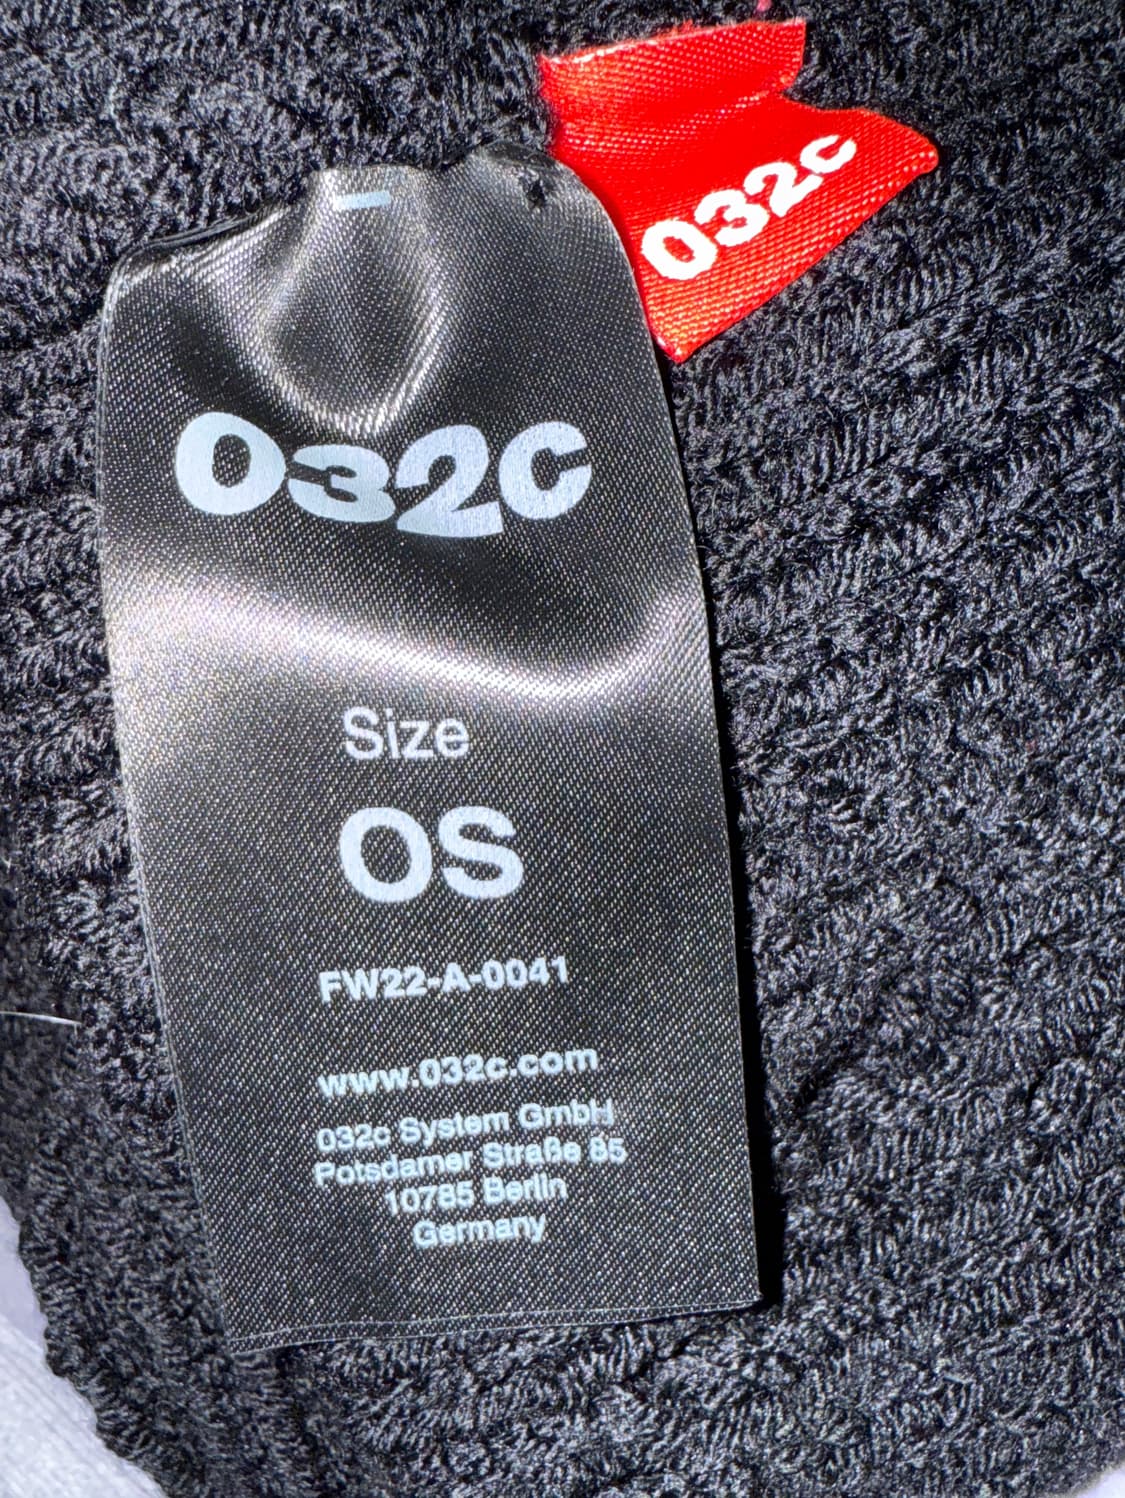 032c
032c
Size
OS
FW22-A-0041
www.032c.com
032c System GmbH
Potsdamer Straße 85
10785 Berlin
Germany